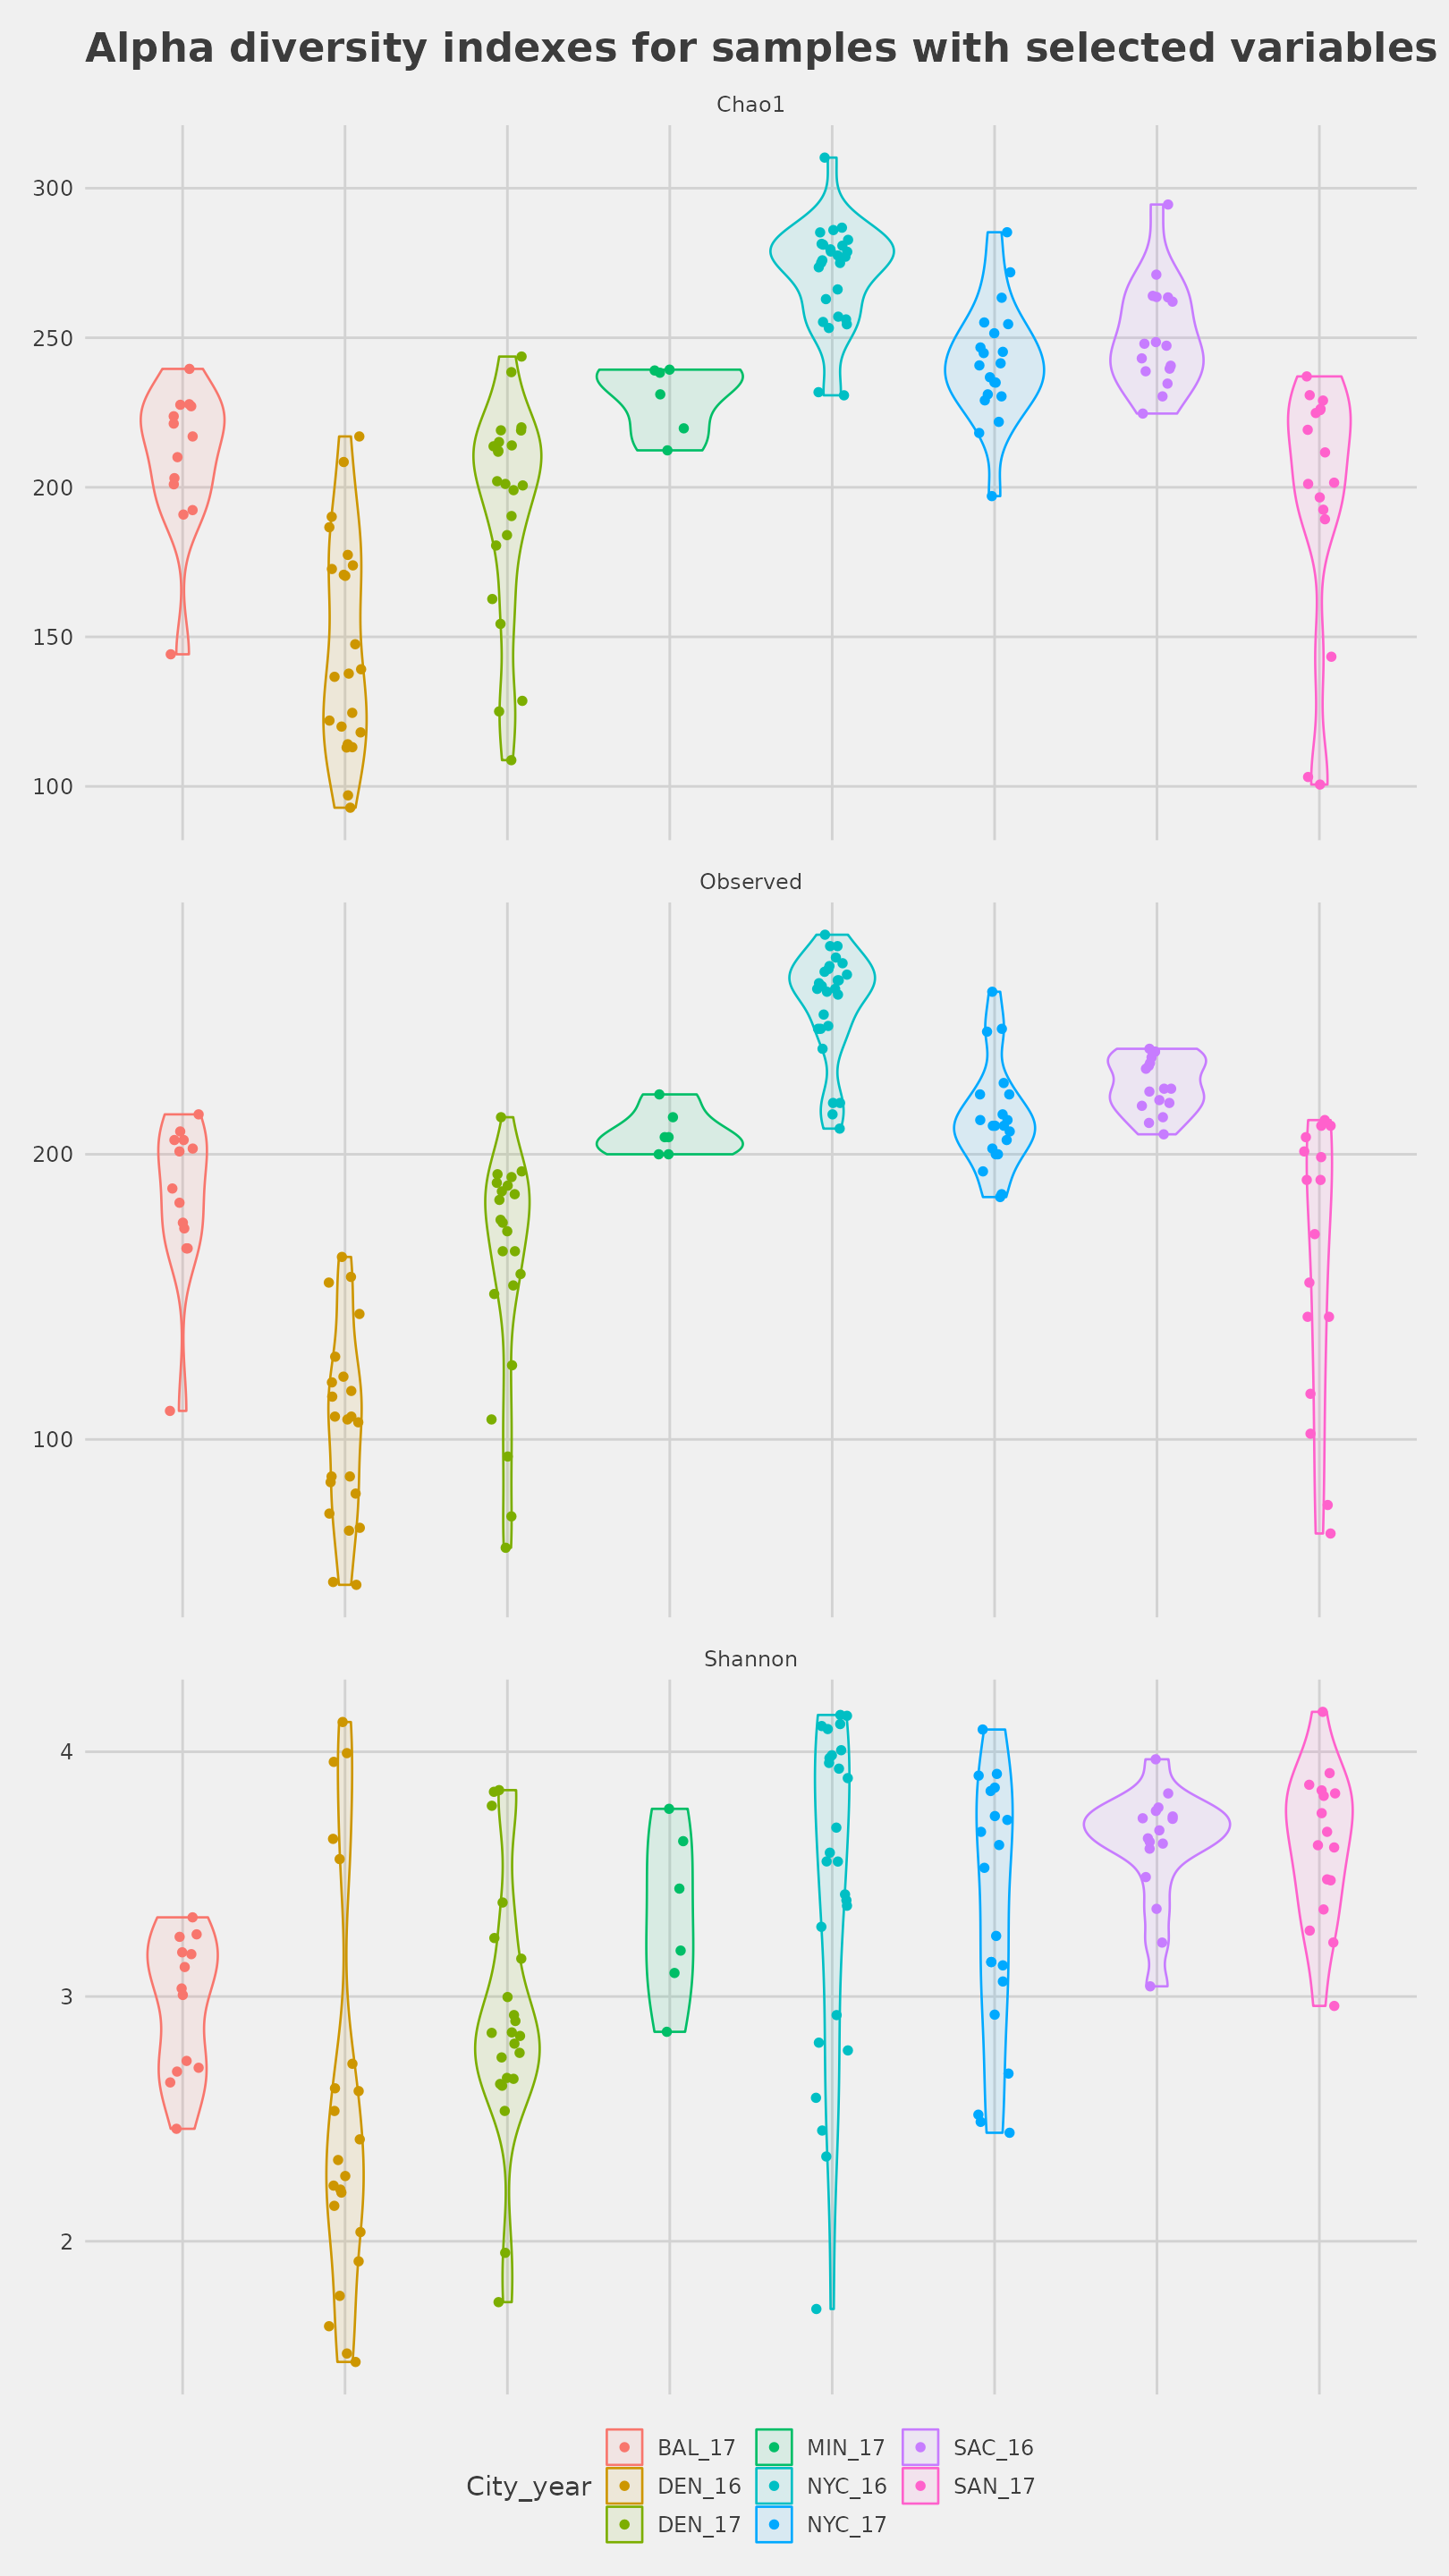 Alpha diversity indexes for samples with selected variables
Chao1
300
250
200
150
100
Observed
200
100
Shannon
4
3
2
City_year
BAL_17 MIN_17 SAC_16
DEN_16 NYC_16 SAN_17
DEN_17 NYC_17